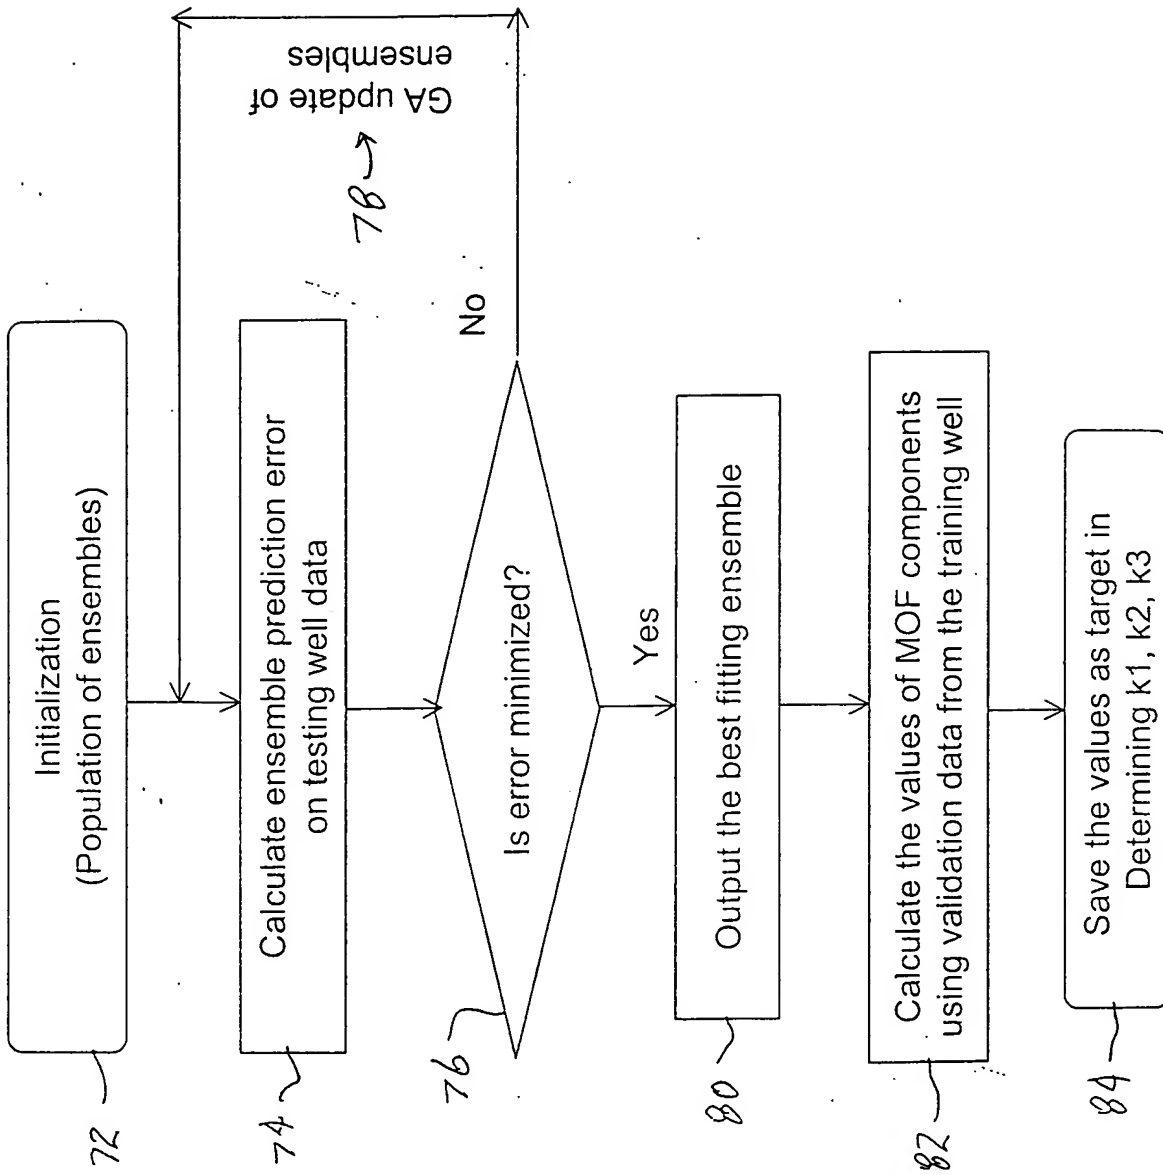 Initialization
(Population of ensembles)
72
Calculate ensemble prediction error
on testing well data
74
GA update of
ensembles
78
Is error minimized?
76
No
Yes
Output the best fitting ensemble
80
Calculate the values of MOF components
using validation data from the training well
82
Save the values as target in
Determining k1, k2, k3
84